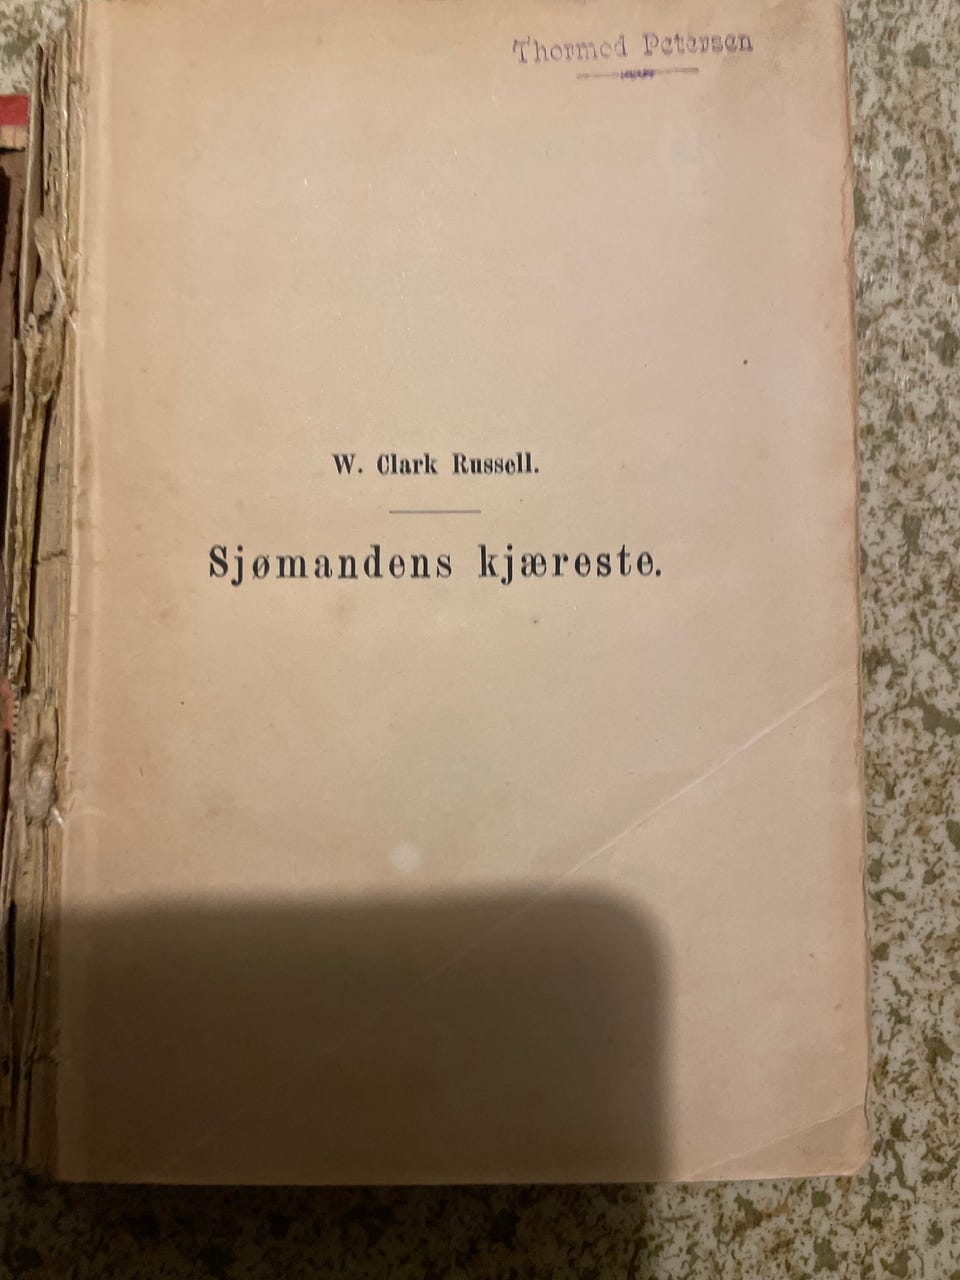 Thormod Petersen
W. Clark Russell.
Sjømandens kjæreste.